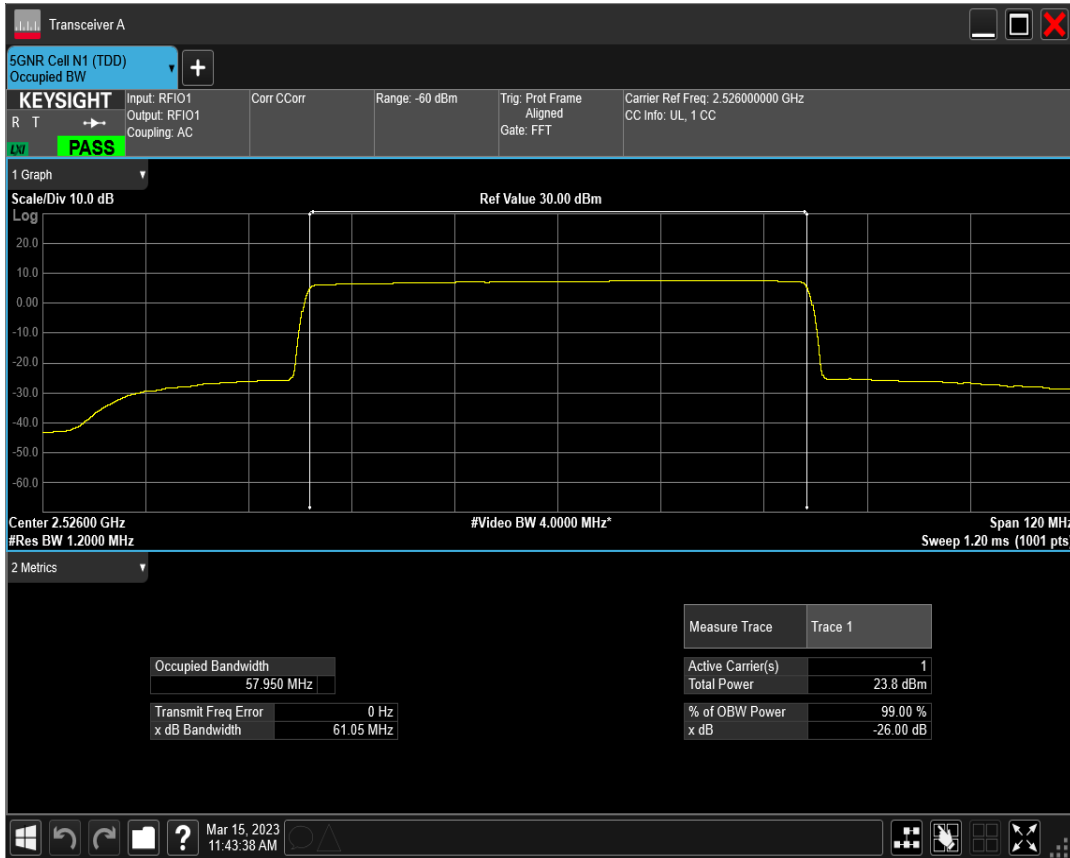 Transceiver A
5GNR Cell N1 (TDD)
Occupied BW
+
KEYSIGHT
R T
LXI
PASS
Input: RFIO1
Output: RFIO1
Coupling: AC
Corr CCorr
Range: -60 dBm
Trig: Prot Frame
Aligned
Gate: FFT
Carrier Ref Freq: 2.526000000 GHz
CC Info: UL, 1 CC
1 Graph
Scale/Div 10.0 dB
Ref Value 30.00 dBm
Log
20.0
10.0
0.00
-10.0
-20.0
-30.0
-40.0
-50.0
-60.0
Center 2.52600 GHz
#Video BW 4.0000 MHz*
Span 120 MHz
#Res BW 1.2000 MHz
Sweep 1.20 ms (1001 pts)
2 Metrics
Measure Trace Trace 1
Occupied Bandwidth
57.950 MHz
Transmit Freq Error 0 Hz
x dB Bandwidth 61.05 MHz
Active Carrier(s) 1
Total Power 23.8 dBm
% of OBW Power 99.00 %
x dB -26.00 dB
?
Mar 15, 2023
11:43:38 AM